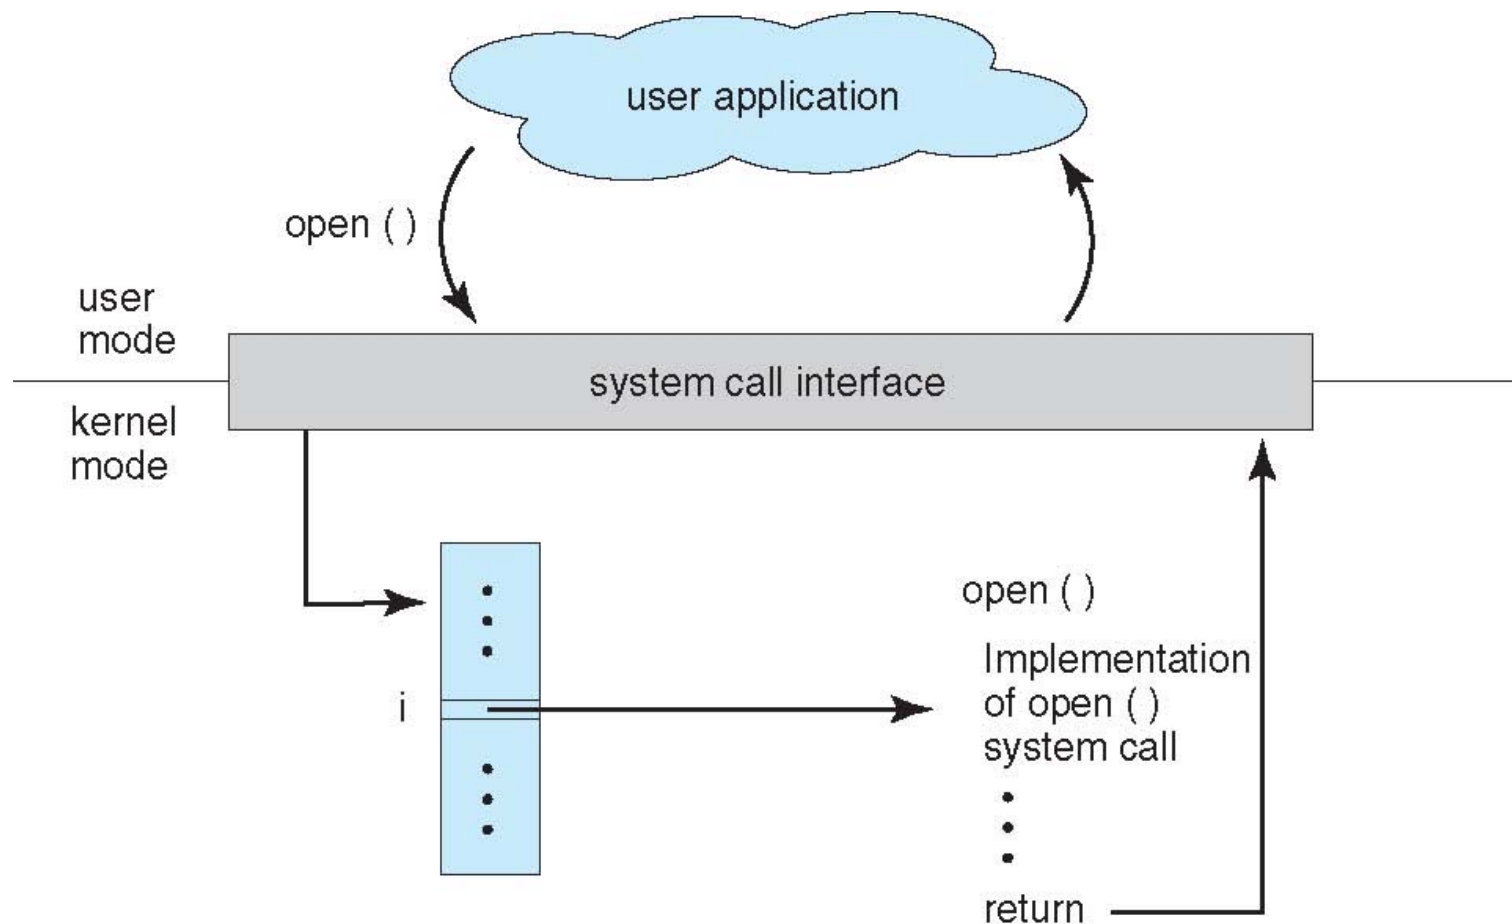 user application
open ( )
user
mode
system call interface
kernel
mode
open ( )
Implementation
i
of open ( )
system call
return